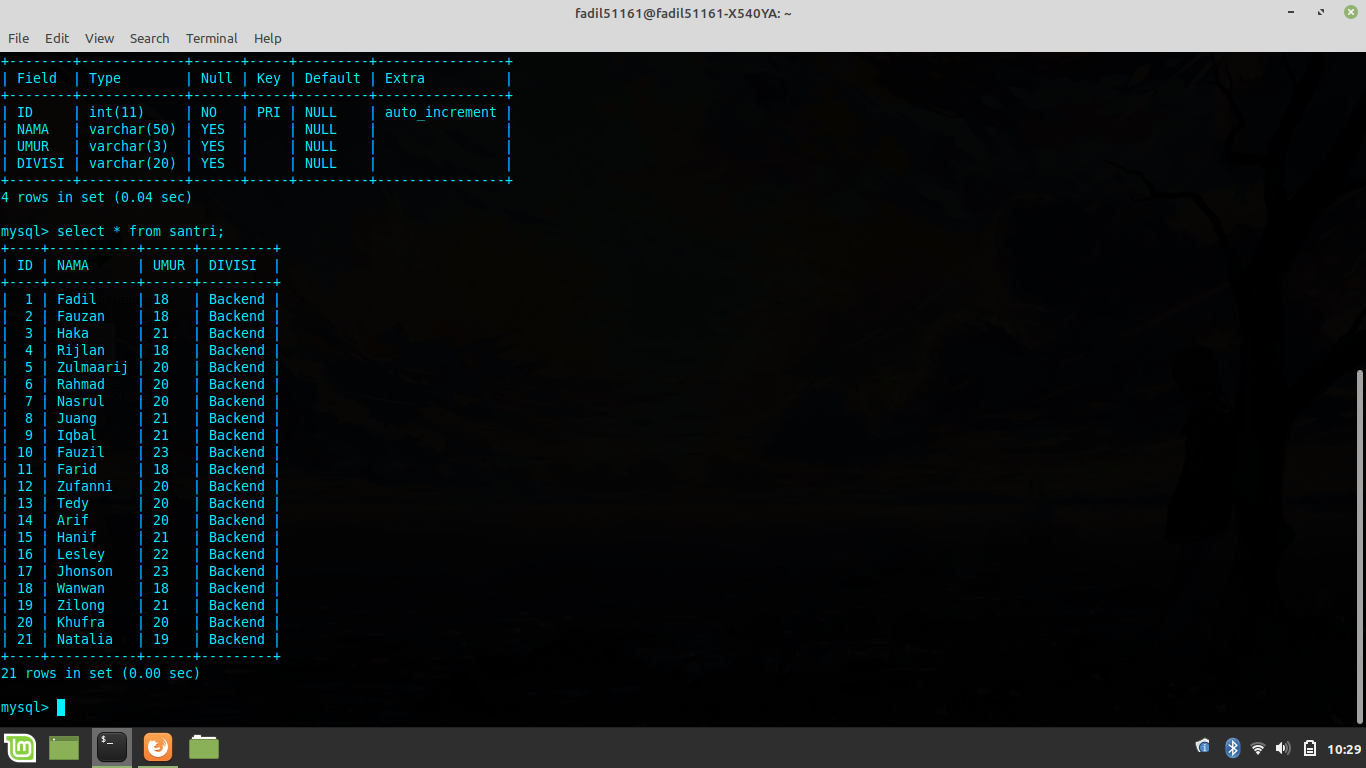 fadil51161@fadil51161-X540YA: ~
File Edit View Search Terminal Help
+--------+-------------+------+-----+---------+----------------+
| Field  | Type        | Null | Key | Default | Extra          |
+--------+-------------+------+-----+---------+----------------+
| ID     | int(11)     | NO   | PRI | NULL    | auto_increment |
| NAMA   | varchar(50) | YES  |     | NULL    |                |
| UMUR   | varchar(3)  | YES  |     | NULL    |                |
| DIVISI | varchar(20) | YES  |     | NULL    |                |
+--------+-------------+------+-----+---------+----------------+
4 rows in set (0.04 sec)
mysql> select * from santri;
+----+-----------+------+---------+
| ID | NAMA      | UMUR | DIVISI  |
+----+-----------+------+---------+
|  1 | Fadil     | 18   | Backend |
|  2 | Fauzan    | 18   | Backend |
|  3 | Haka      | 21   | Backend |
|  4 | Rijlan    | 18   | Backend |
|  5 | Zulmaarij | 20   | Backend |
|  6 | Rahmad    | 20   | Backend |
|  7 | Nasrul    | 20   | Backend |
|  8 | Juang     | 21   | Backend |
|  9 | Iqbal     | 21   | Backend |
| 10 | Fauzil    | 23   | Backend |
| 11 | Farid     | 18   | Backend |
| 12 | Zufanni   | 20   | Backend |
| 13 | Tedy      | 20   | Backend |
| 14 | Arif      | 20   | Backend |
| 15 | Hanif     | 21   | Backend |
| 16 | Lesley    | 22   | Backend |
| 17 | Jhonson   | 23   | Backend |
| 18 | Wanwan    | 18   | Backend |
| 19 | Zilong    | 21   | Backend |
| 20 | Khufra    | 20   | Backend |
| 21 | Natalia   | 19   | Backend |
+----+-----------+------+---------+
21 rows in set (0.00 sec)
mysql>
10:29